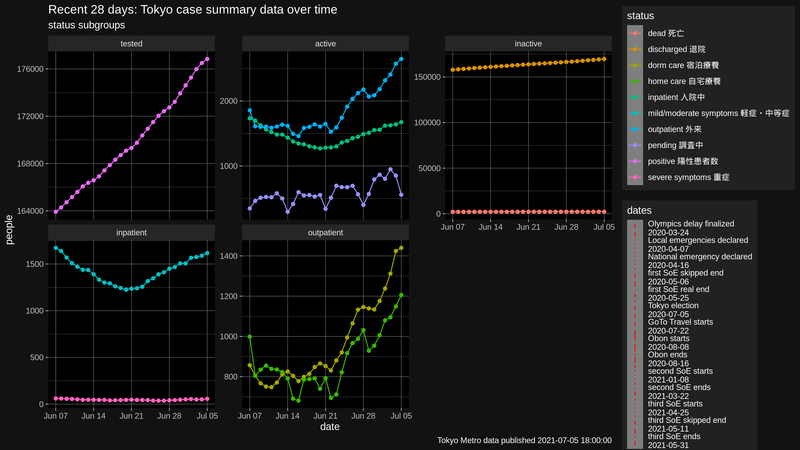 Recent 28 days: Tokyo case summary data over time
status subgroups
tested
active
inactive
176000
172000
168000
164000
2000
1000
150000
100000
50000
0
Jun 07
Jun 14
Jun 21
Jun 28
Jul 05
inpatient
outpatient
1500
1000
500
0
1400
1200
1000
800
Jun 07
Jun 14
Jun 21
Jun 28
Jul 05
Jun 07
Jun 14
Jun 21
Jun 28
Jul 05
people
date
Tokyo Metro data published 2021-07-05 18:00:00
status
dead 死亡
discharged 退院
dorm care 宿泊療養
home care 自宅療養
inpatient 入院中
mild/moderate symptoms 軽症・中等症
outpatient 外来
pending 調査中
positive 陽性患者数
severe symptoms 重症
dates
Olympics delay finalized
2020-03-24
Local emergencies declared
2020-04-07
National emergency declared
2020-04-16
first SoE skipped end
2020-05-06
first SoE real end
2020-05-25
Tokyo election
2020-07-05
GoTo Travel starts
2020-07-22
Obon starts
2020-08-08
Obon ends
2020-08-16
second SoE starts
2021-01-08
second SoE ends
2021-03-22
third SoE starts
2021-04-25
third SoE skipped end
2021-05-11
third SoE ends
2021-05-31